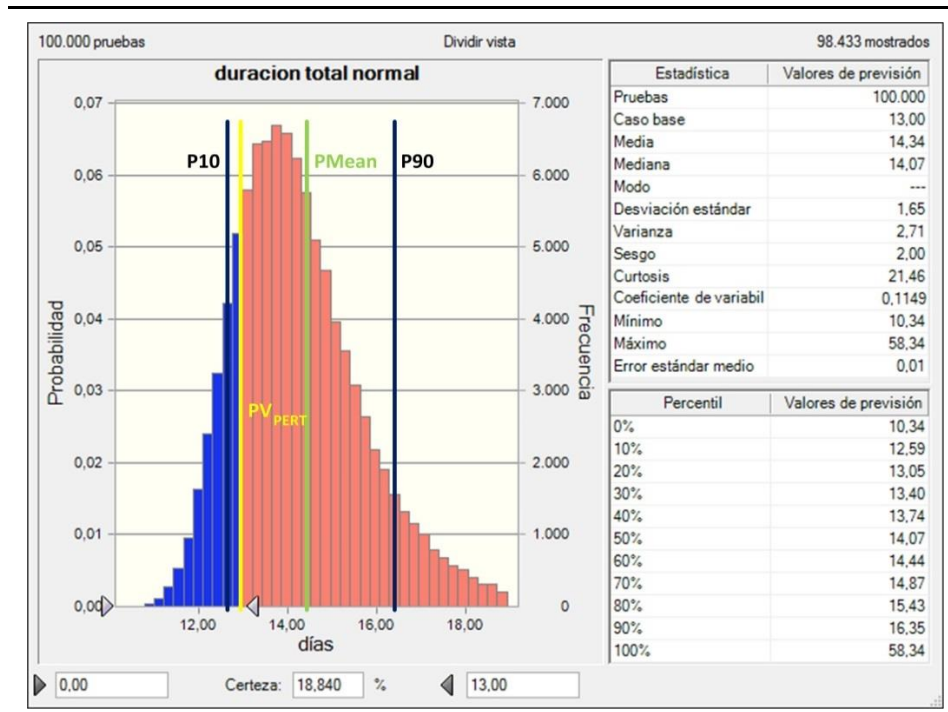 100.000 pruebas Dividir vista 98.433 mostrados
duracion total normal
0,07 7.000
0,06 6.000
0,05 5.000
0,04 4.000
0,03 3.000
0,02 2.000
0,01 1.000
0,00 0
Probabilidad
Frecuencia
P10 PMean P90
PV PERT
12,00 14,00 16,00 18,00
días
Estadística Valores de previsión
Pruebas 100.000
Caso base 13,00
Media 14,34
Mediana 14,07
Modo ---
Desviación estándar 1,65
Varianza 2,71
Sesgo 2,00
Curtosis 21,46
Coeficiente de variabil 0,1149
Mínimo 10,34
Máximo 58,34
Error estándar medio 0,01
Percentil Valores de previsión
0% 10,34
10% 12,59
20% 13,05
30% 13,40
40% 13,74
50% 14,07
60% 14,44
70% 14,87
80% 15,43
90% 16,35
100% 58,34
0,00 Certeza: 18,840 % 13,00